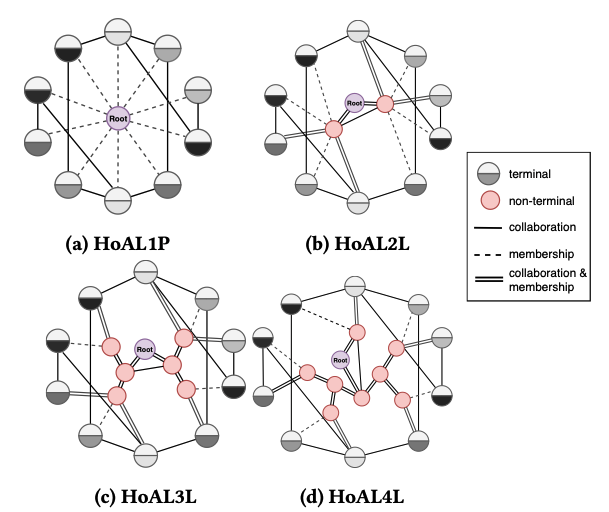 Root
Root
(a) HoAL1P
(b) HoAL2L
terminal
non-terminal
collaboration
membership
collaboration &
membership
Root
Root
(c) HoAL3L
(d) HoAL4L